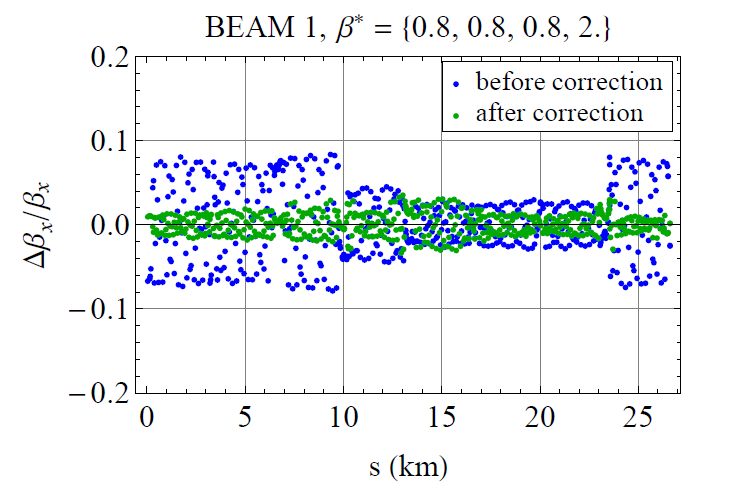 BEAM 1, β* = {0.8, 0.8, 0.8, 2.}
before correction
after correction
Δβx/βx
0.2
0.1
0.0
−0.1
−0.2
0 5 10 15 20 25
s (km)